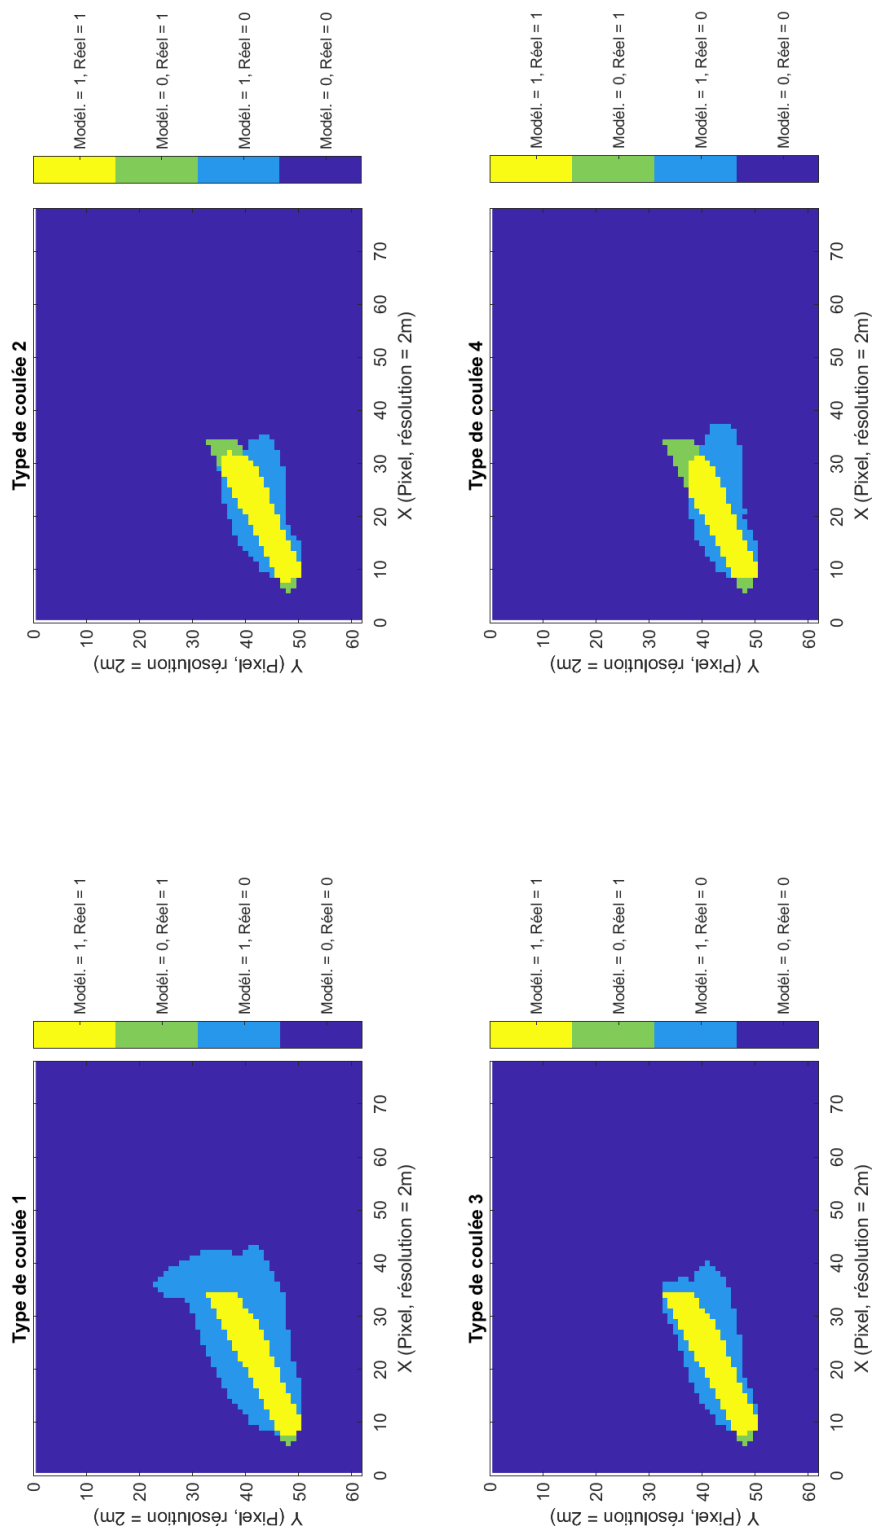 Type de coulée 1
0
10
20
30
40
50
60
Y (Pixel, résolution = 2m)
0 10 20 30 40 50 60 70
X (Pixel, résolution = 2m)
Modél. = 1, Réel = 1
Modél. = 0, Réel = 1
Modél. = 1, Réel = 0
Modél. = 0, Réel = 0
Type de coulée 2
0
10
20
30
40
50
60
Y (Pixel, résolution = 2m)
0 10 20 30 40 50 60 70
X (Pixel, résolution = 2m)
Modél. = 1, Réel = 1
Modél. = 0, Réel = 1
Modél. = 1, Réel = 0
Modél. = 0, Réel = 0
Type de coulée 3
0
10
20
30
40
50
60
Y (Pixel, résolution = 2m)
0 10 20 30 40 50 60 70
X (Pixel, résolution = 2m)
Modél. = 1, Réel = 1
Modél. = 0, Réel = 1
Modél. = 1, Réel = 0
Modél. = 0, Réel = 0
Type de coulée 4
0
10
20
30
40
50
60
Y (Pixel, résolution = 2m)
0 10 20 30 40 50 60 70
X (Pixel, résolution = 2m)
Modél. = 1, Réel = 1
Modél. = 0, Réel = 1
Modél. = 1, Réel = 0
Modél. = 0, Réel = 0